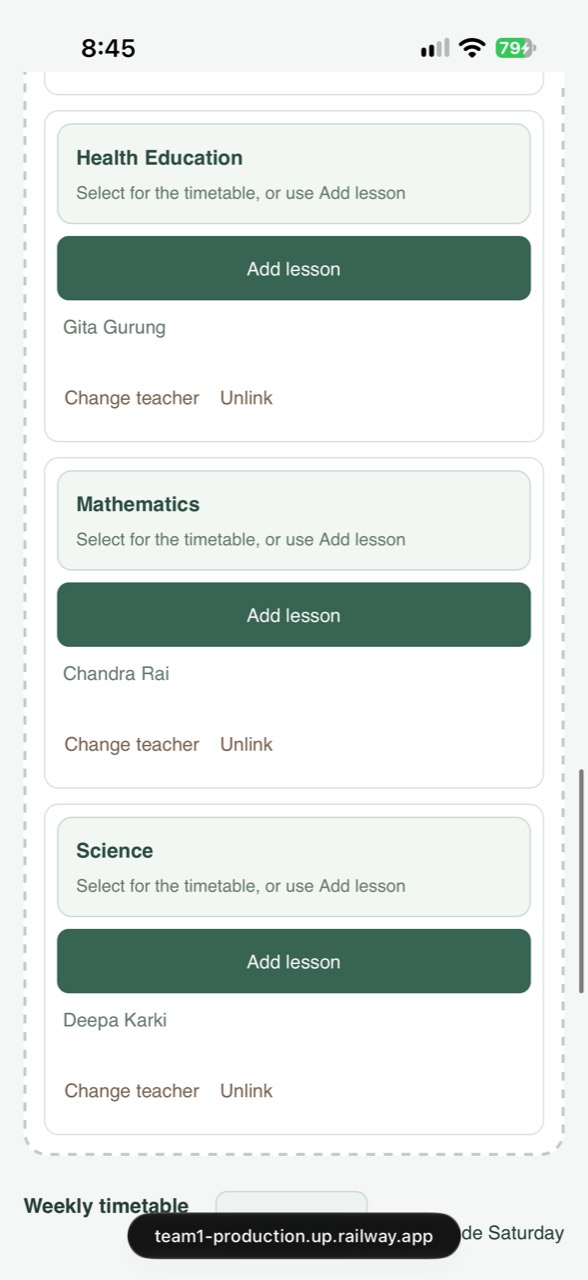 8:45
79
Health Education
Select for the timetable, or use Add lesson
Add lesson
Gita Gurung
Change teacher Unlink
Mathematics
Select for the timetable, or use Add lesson
Add lesson
Chandra Rai
Change teacher Unlink
Science
Select for the timetable, or use Add lesson
Add lesson
Deepa Karki
Change teacher Unlink
Weekly timetable
de Saturday
team1-production.up.railway.app